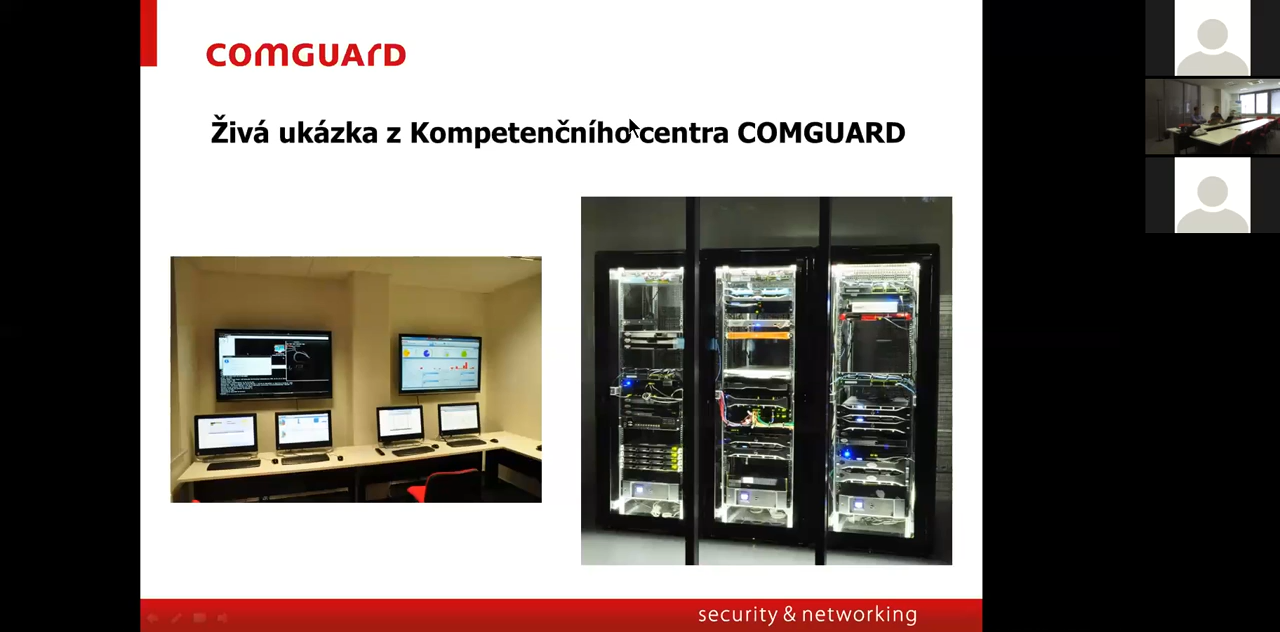 COMGUARD
Živá ukázka z Kompetenčního centra COMGUARD
security & networking